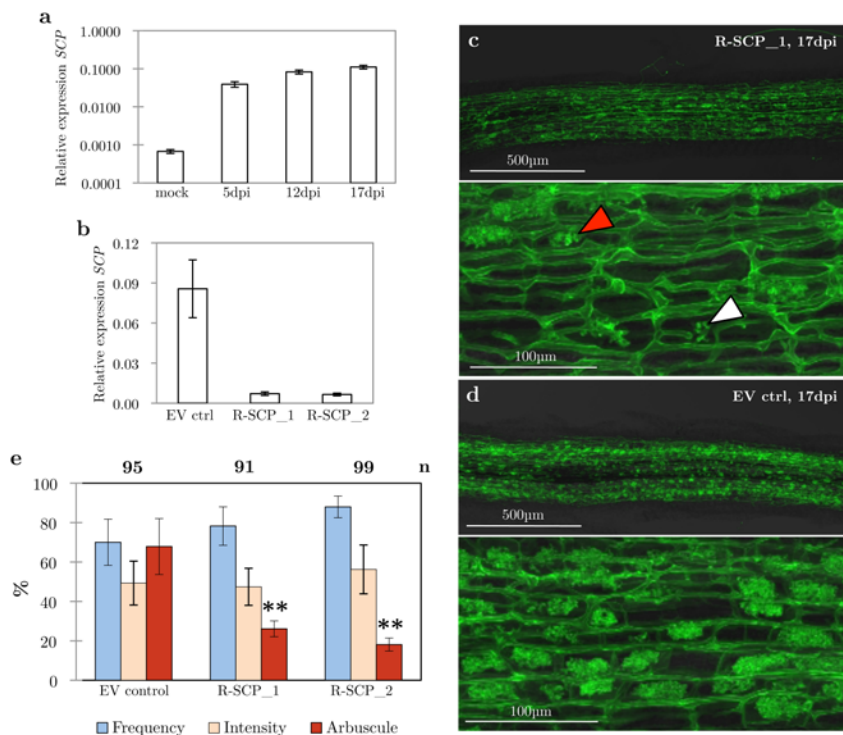 a
Relative expression SCP
1.0000
0.1000
0.0100
0.0010
0.0001
mock 5dpi 12dpi 17dpi
b
Relative expression SCP
0.12
0.09
0.06
0.03
0.00
EV ctrl R-SCP_1 R-SCP_2
c
R-SCP_1, 17dpi
500µm
100µm
d
EV ctrl, 17dpi
500µm
100µm
e
95 91 99 n
%
100
80
60
40
20
0
** **
EV control R-SCP_1 R-SCP_2
Frequency Intensity Arbuscule